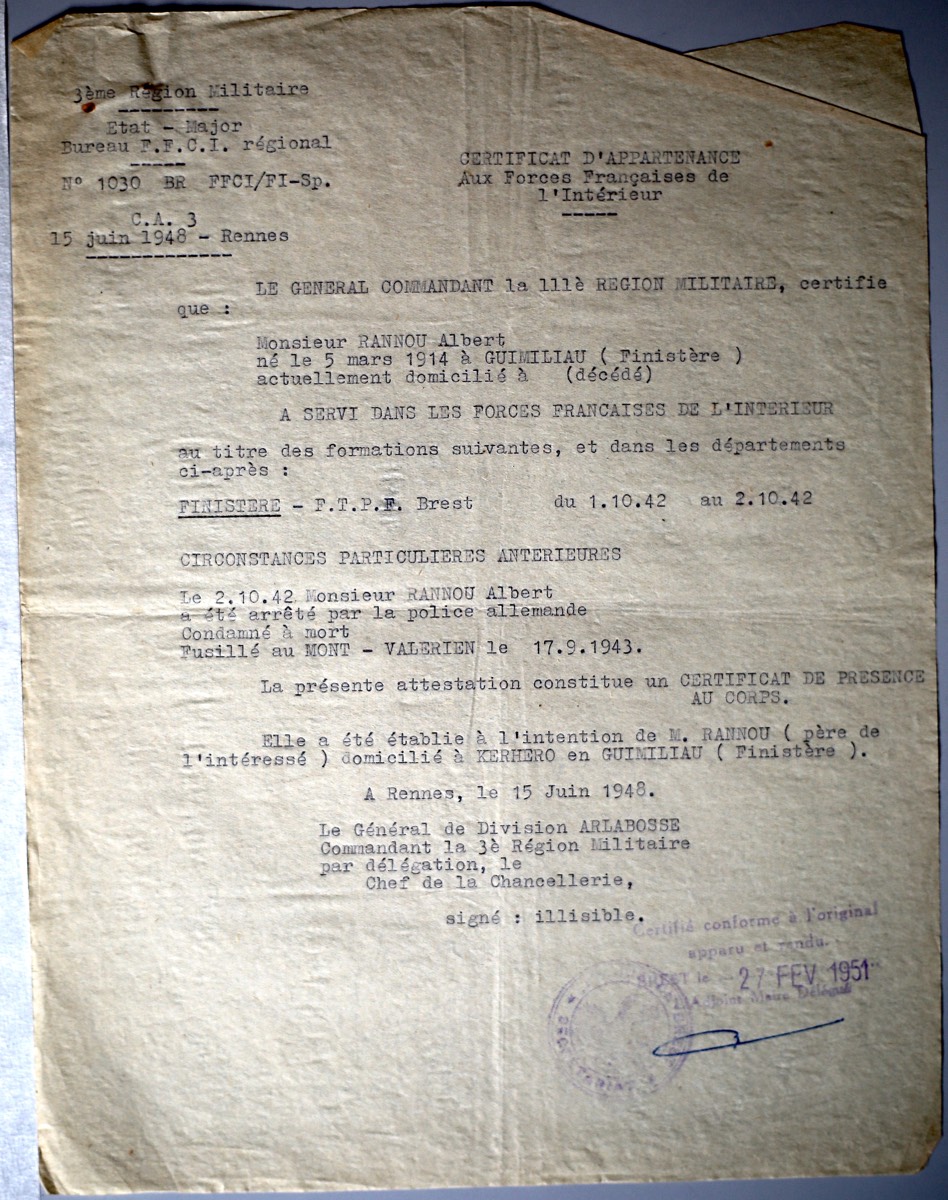 3ème Région Militaire
Etat - Major
Bureau F.F.C.I. régional
N° 1030 BR FFCI/FI-Sp.
C.A. 3
15 juin 1948 - Rennes
CERTIFICAT D'APPARTENANCE
Aux Forces Françaises de
l'Intérieur
LE GENERAL COMMANDANT la 111è REGION MILITAIRE, certifie
que :
Monsieur RANNOU Albert
né le 5 mars 1914 à GUIMILIAU ( Finistère )
actuellement domicilié à (décédé)
A SERVI DANS LES FORCES FRANCAISES DE L'INTERIEUR
au titre des formations suivantes, et dans les départements
ci-après :
FINISTERE - F.T.P.F. Brest du 1.10.42 au 2.10.42
CIRCONSTANCES PARTICULIERES ANTERIEURES
Le 2.10.42 Monsieur RANNOU Albert
a été arrêté par la police allemande
Condamné à mort
Fusillé au MONT - VALERIEN le 17.9.1943.
La présente attestation constitue un CERTIFICAT DE PRESENCE
AU CORPS.
Elle a été établie à l'intention de M. RANNOU ( père de
l'intéressé ) domicilié à KERHERO en GUIMILIAU ( Finistère ).
A Rennes, le 15 Juin 1948.
Le Général de Division ARLABOSSE
Commandant la 3è Région Militaire
par délégation, le
Chef de la Chancellerie,
signé : illisible.
Certifié conforme à l'original
apparu et rendu.
BREST le - 27 FEV 1951
Maire Délégué